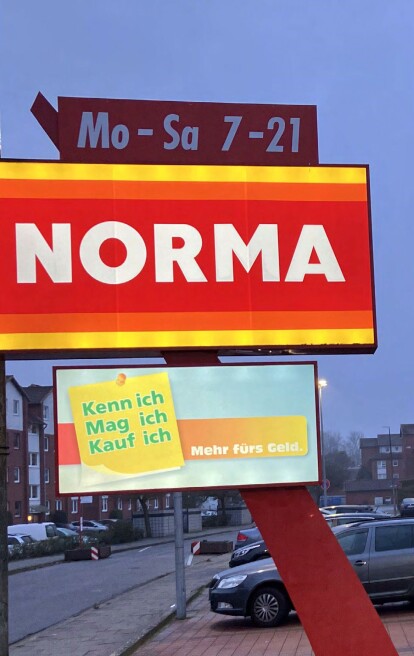 Mo - Sa 7-21
NORMA
Kenn ich
Mag ich
Kauf ich
Mehr fürs Geld.